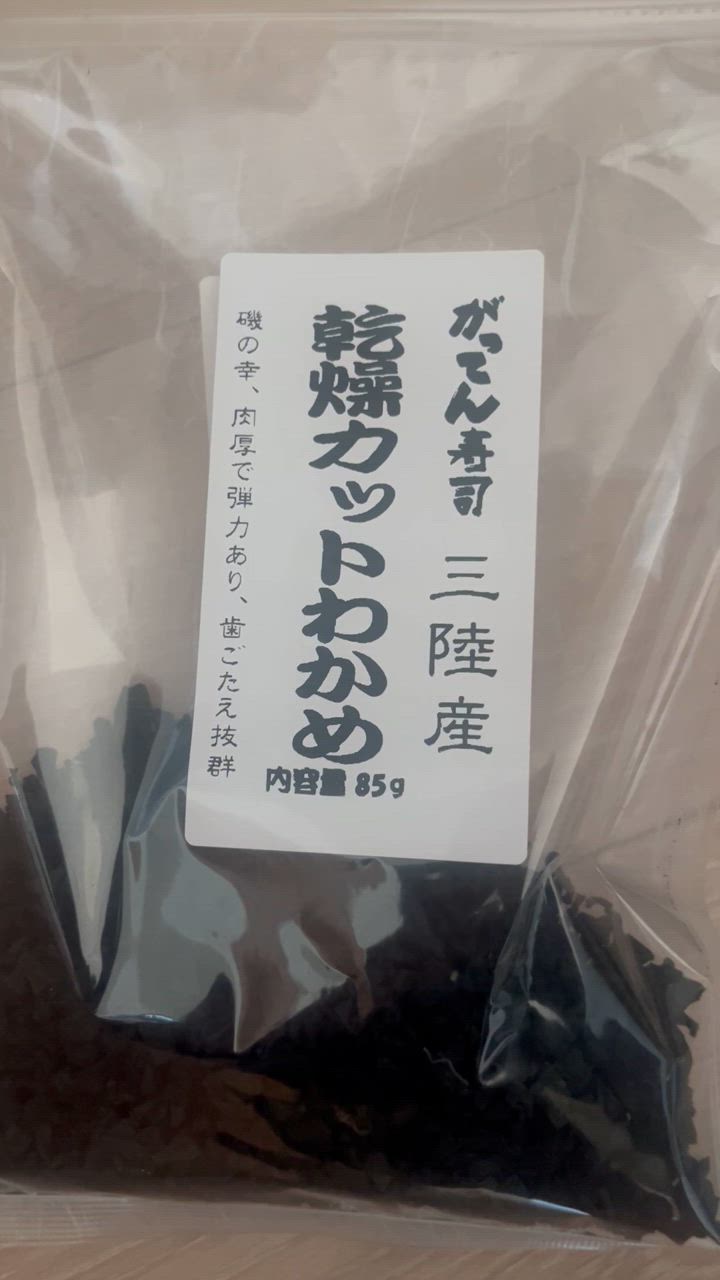 がってん寿司 三陸産
乾燥カットわかめ
内容量 85g
磯の幸、肉厚で弾力あり、歯ごたえ抜群